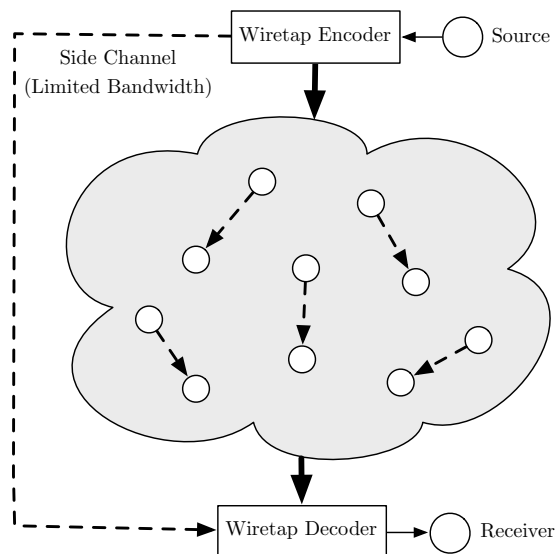 Wiretap Encoder
Source
Side Channel
(Limited Bandwidth)
Wiretap Decoder
Receiver